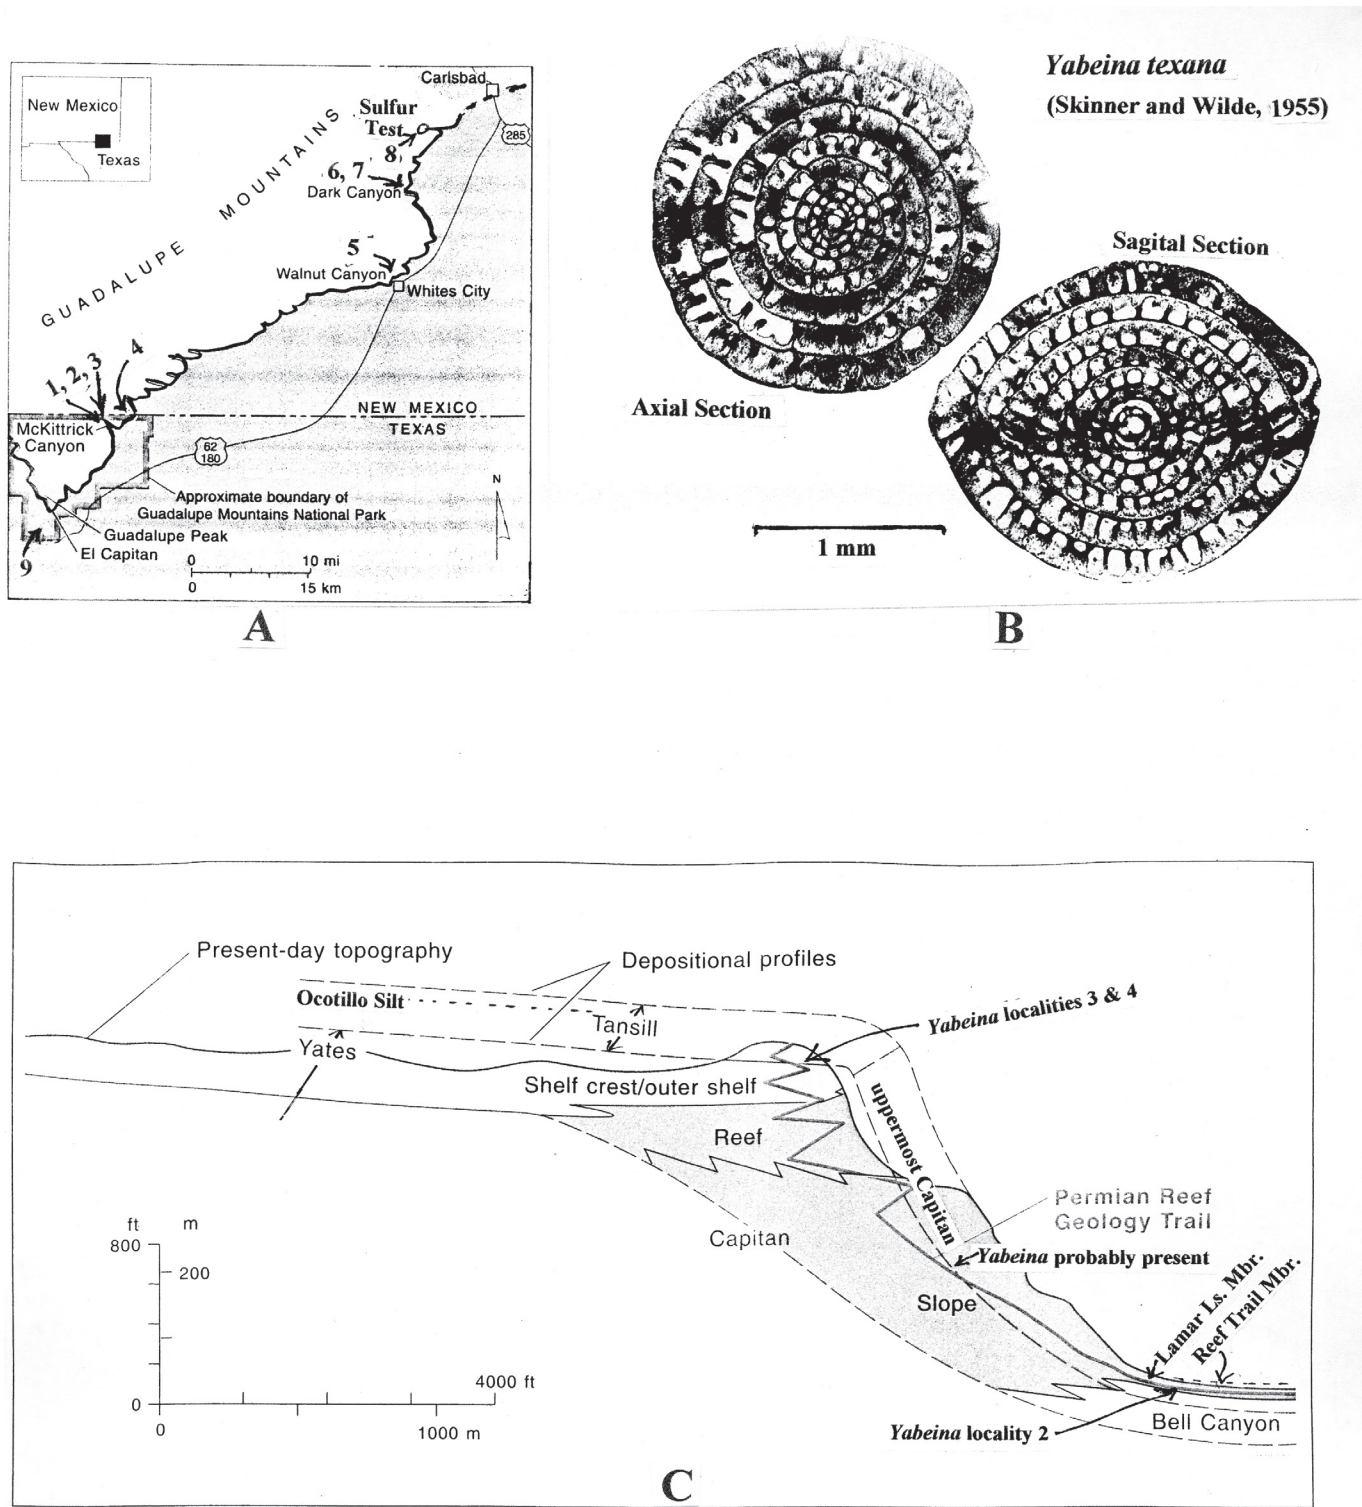 Carlsbad
New Mexico
Texas
Sulfur
Test
285
8
6, 7
Dark Canyon
GUADALUPE MOUNTAINS
5
Walnut Canyon
Whites City
1, 2, 3
4
NEW MEXICO
TEXAS
McKittrick
Canyon
62
180
Approximate boundary of
Guadalupe Mountains National Park
Guadalupe Peak
El Capitan
9
N
0 10 mi
0 15 km
A
Yabeina texana
(Skinner and Wilde, 1955)
Sagital Section
Axial Section
1 mm
B
Present-day topography
Depositional profiles
Ocotillo Silt
Tansill
Yabeina localities 3 & 4
Yates
Shelf crest/outer shelf
uppermost Capitan
Reef
Permian Reef
Geology Trail
Capitan
Yabeina probably present
Slope
Lamar Ls. Mbr.
Reef Trail Mbr.
ft m
800
200
0
4000 ft
0 1000 m
Bell Canyon
Yabeina locality 2
C